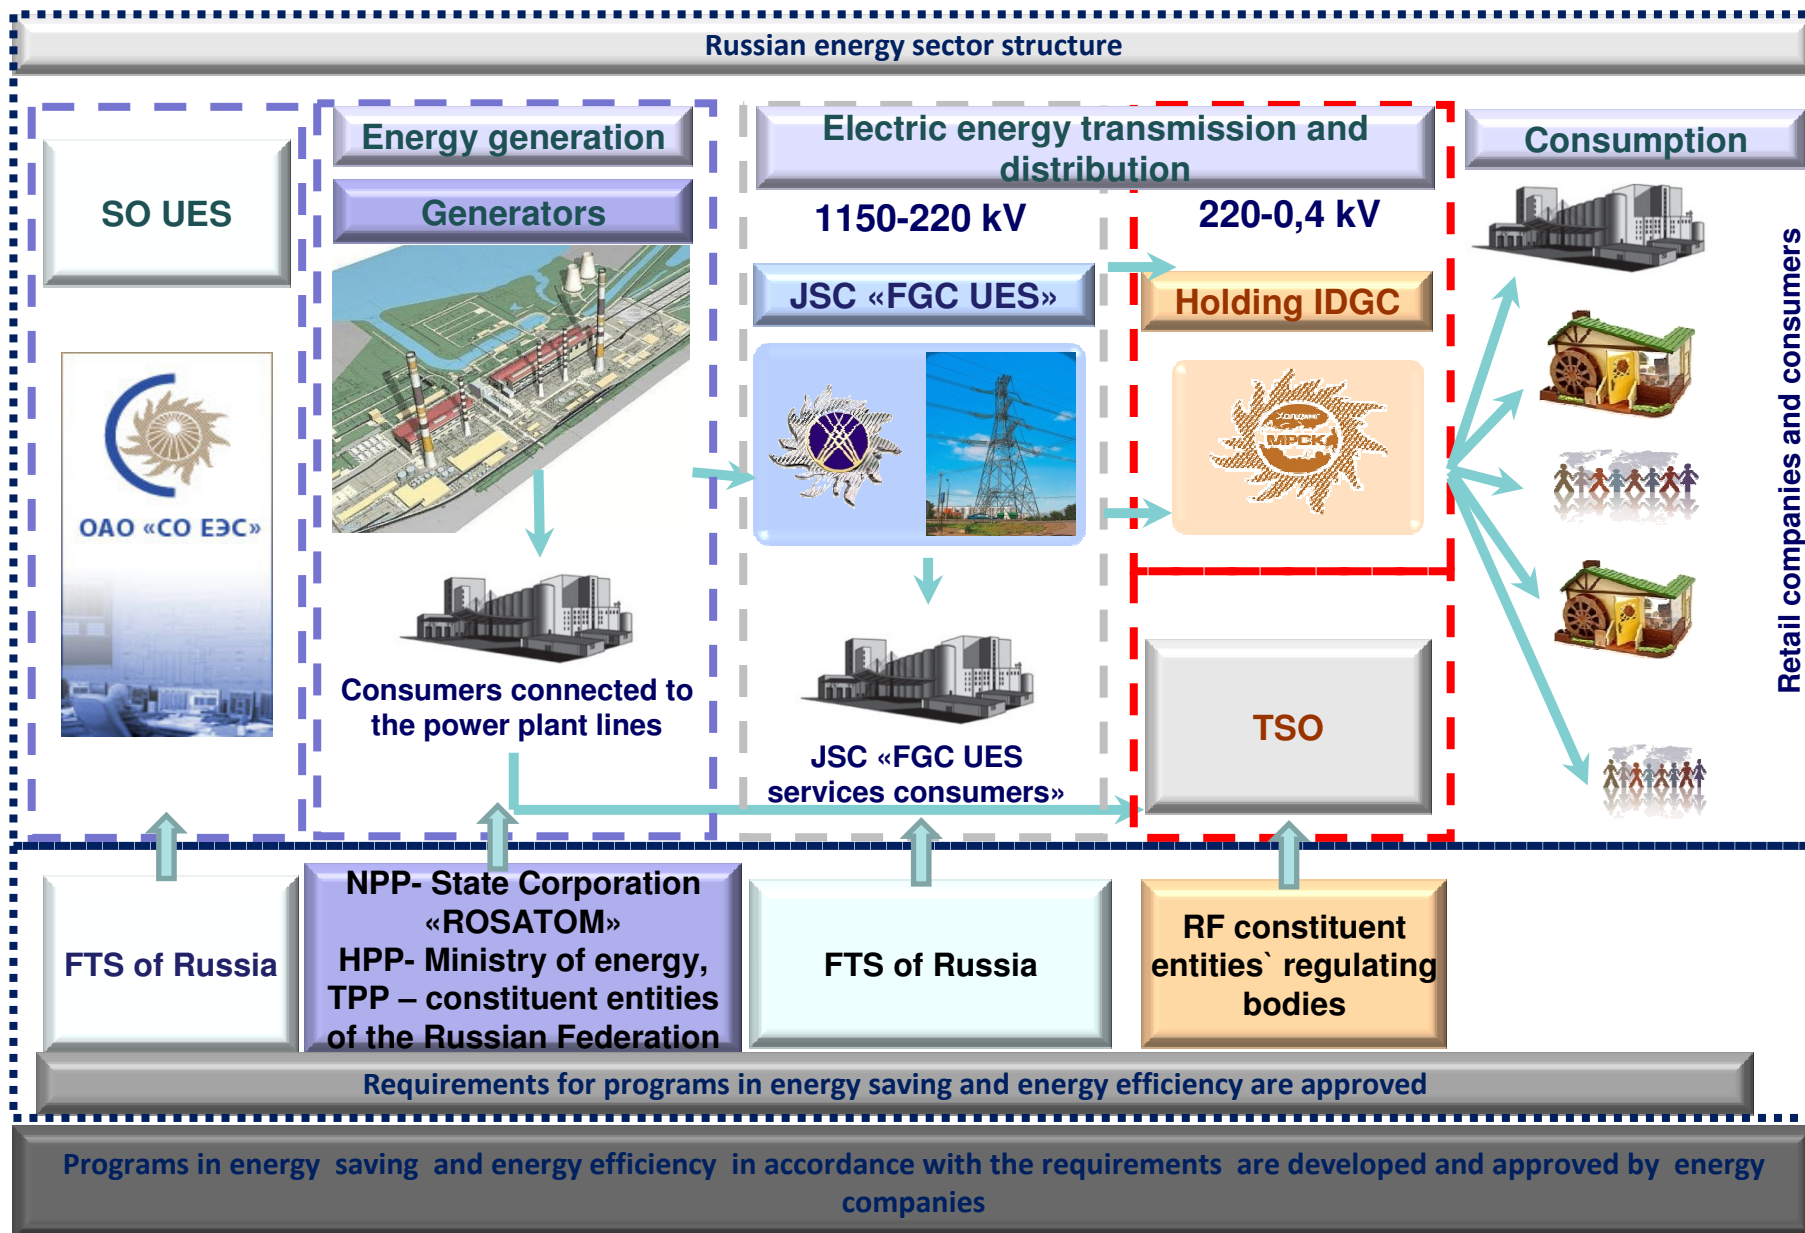 Russian energy sector structure
SO UES
ОАО «СО ЕЭС»
Energy generation
Generators
Consumers connected to
the power plant lines
Electric energy transmission and
distribution
1150-220 kV
220-0,4 kV
JSC «FGC UES»
JSC «FGC UES
services consumers»
Holding IDGC
Холдинг
МРСК
TSO
Consumption
Retail companies and consumers
FTS of Russia
NPP- State Corporation
«ROSATOM»
HPP- Ministry of energy,
TPP – constituent entities
of the Russian Federation
FTS of Russia
RF constituent
entities` regulating
bodies
Requirements for programs in energy saving and energy efficiency are approved
Programs in energy saving and energy efficiency in accordance with the requirements are developed and approved by energy
companies